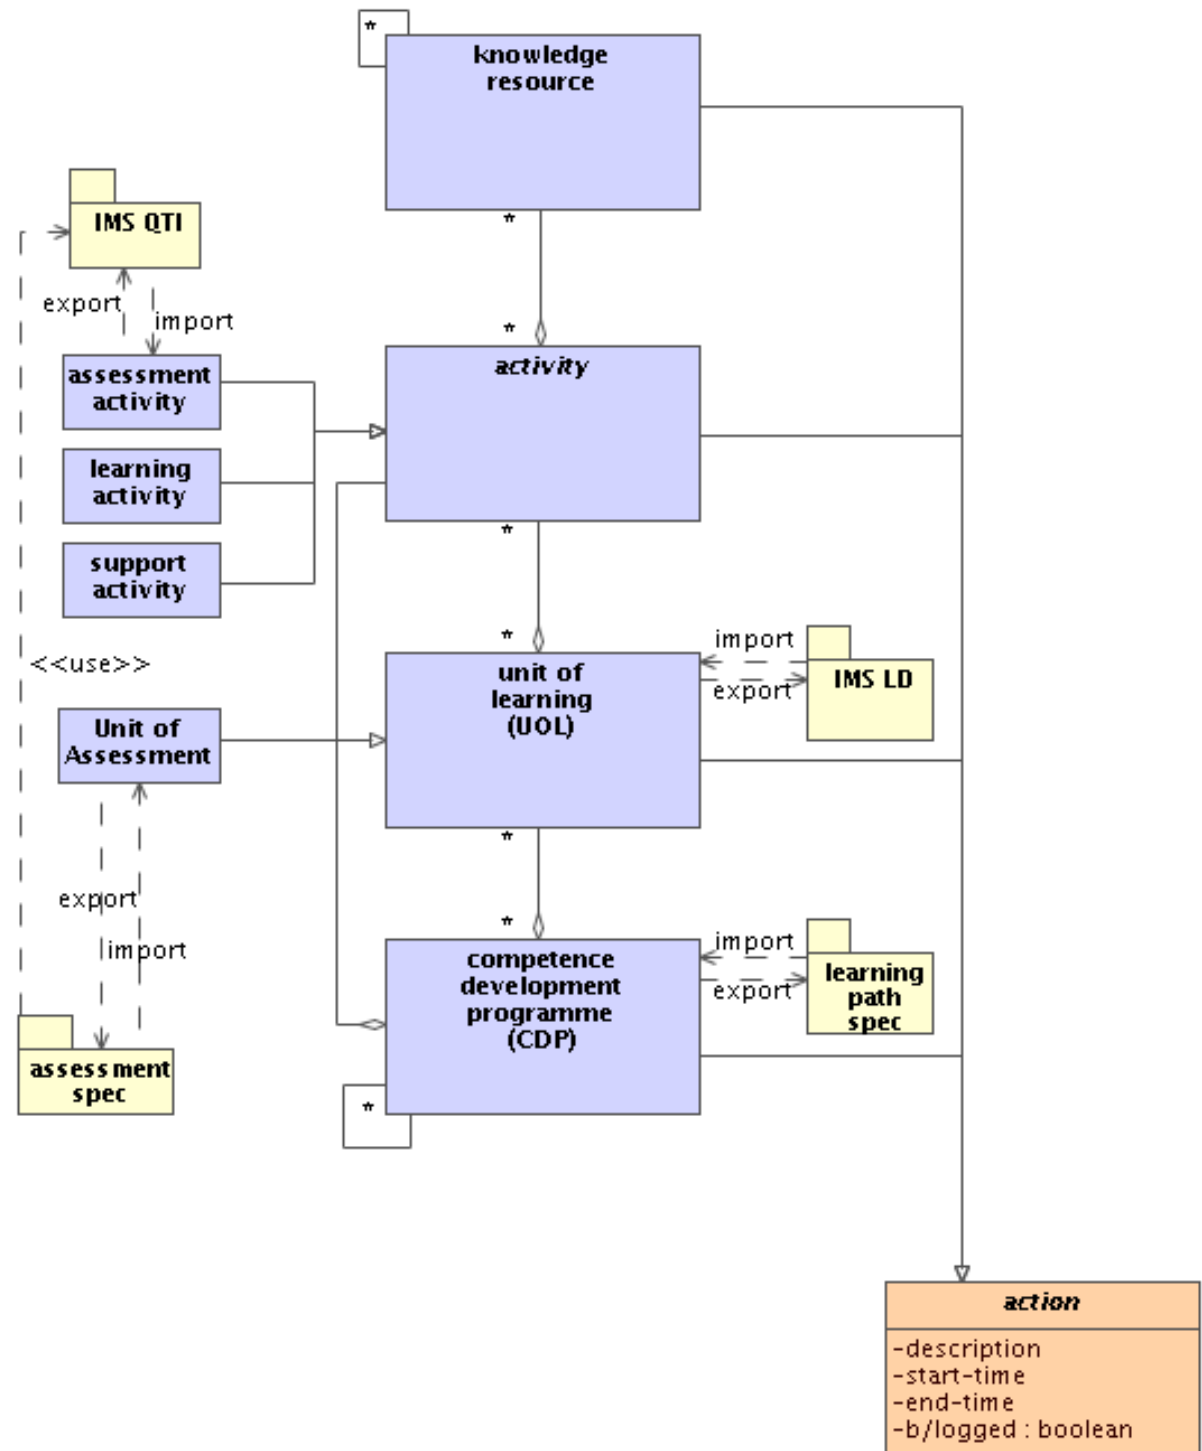 *
knowledge
resource
*
IMS QTI
export
import
*
assessment
activity
activity
learning
activity
support
activity
*
<<use>>
*
unit of
learning
(UOL)
import
export
IMS LD
Unit of
Assessment
*
export
import
*
competence
development
programme
(CDP)
import
export
learning
path
spec
assessment
spec
*
action
-description
-start-time
-end-time
-b/logged : boolean